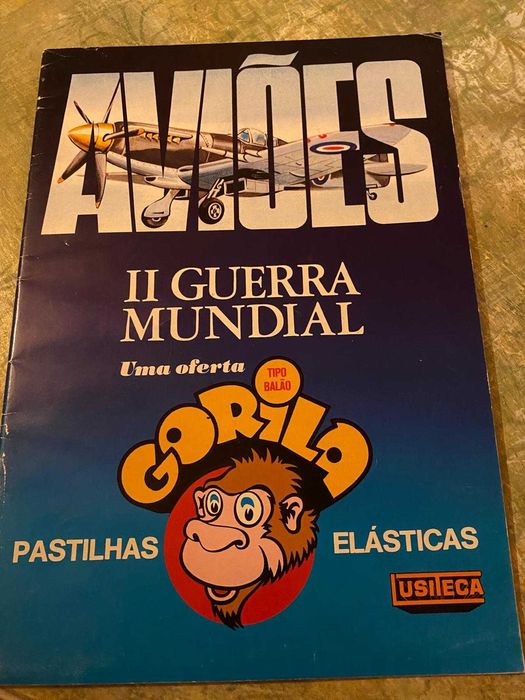 AVIÕES
II GUERRA
MUNDIAL
Uma oferta
TIPO
BALÃO
GORILA
PASTILHAS ELÁSTICAS
LUSITECA